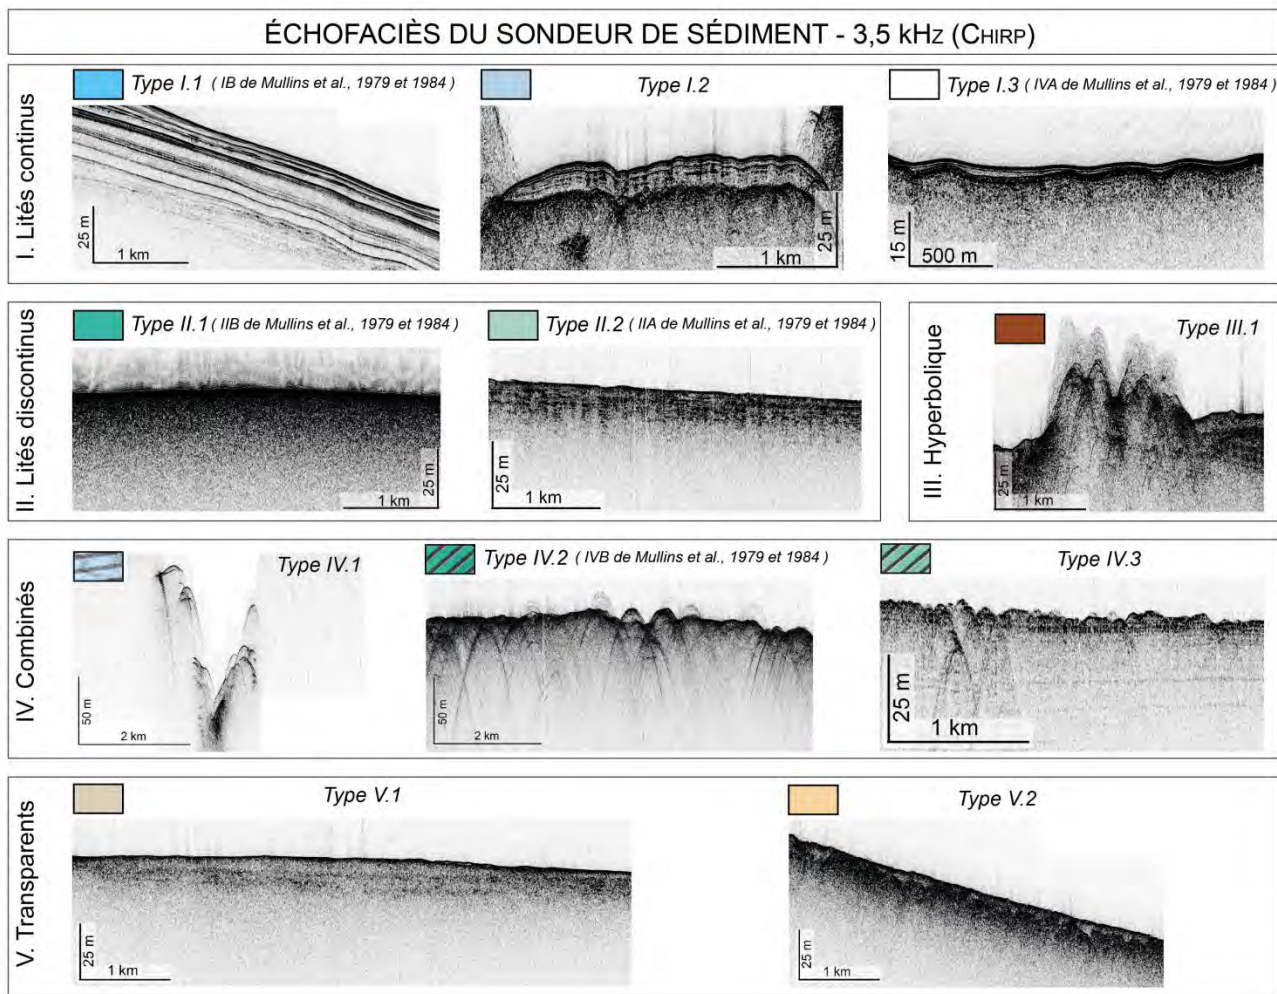 ÉCHOFACIÈS DU SONDEUR DE SÉDIMENT - 3,5 kHz (CHIRP)
I. Lités continus
Type I.1 ( IB de Mullins et al., 1979 et 1984 )
25 m
1 km
Type I.2
1 km
25 m
Type I.3 ( IVA de Mullins et al., 1979 et 1984 )
15 m
500 m
II. Lités discontinus
Type II.1 ( IIB de Mullins et al., 1979 et 1984 )
1 km
25 m
Type II.2 ( IIA de Mullins et al., 1979 et 1984 )
25 m
1 km
III. Hyperbolique
Type III.1
25 m
1 km
IV. Combinés
Type IV.1
50 m
2 km
Type IV.2 ( IVB de Mullins et al., 1979 et 1984 )
50 m
2 km
Type IV.3
25 m
1 km
V. Transparents
Type V.1
25 m
1 km
Type V.2
25 m
1 km